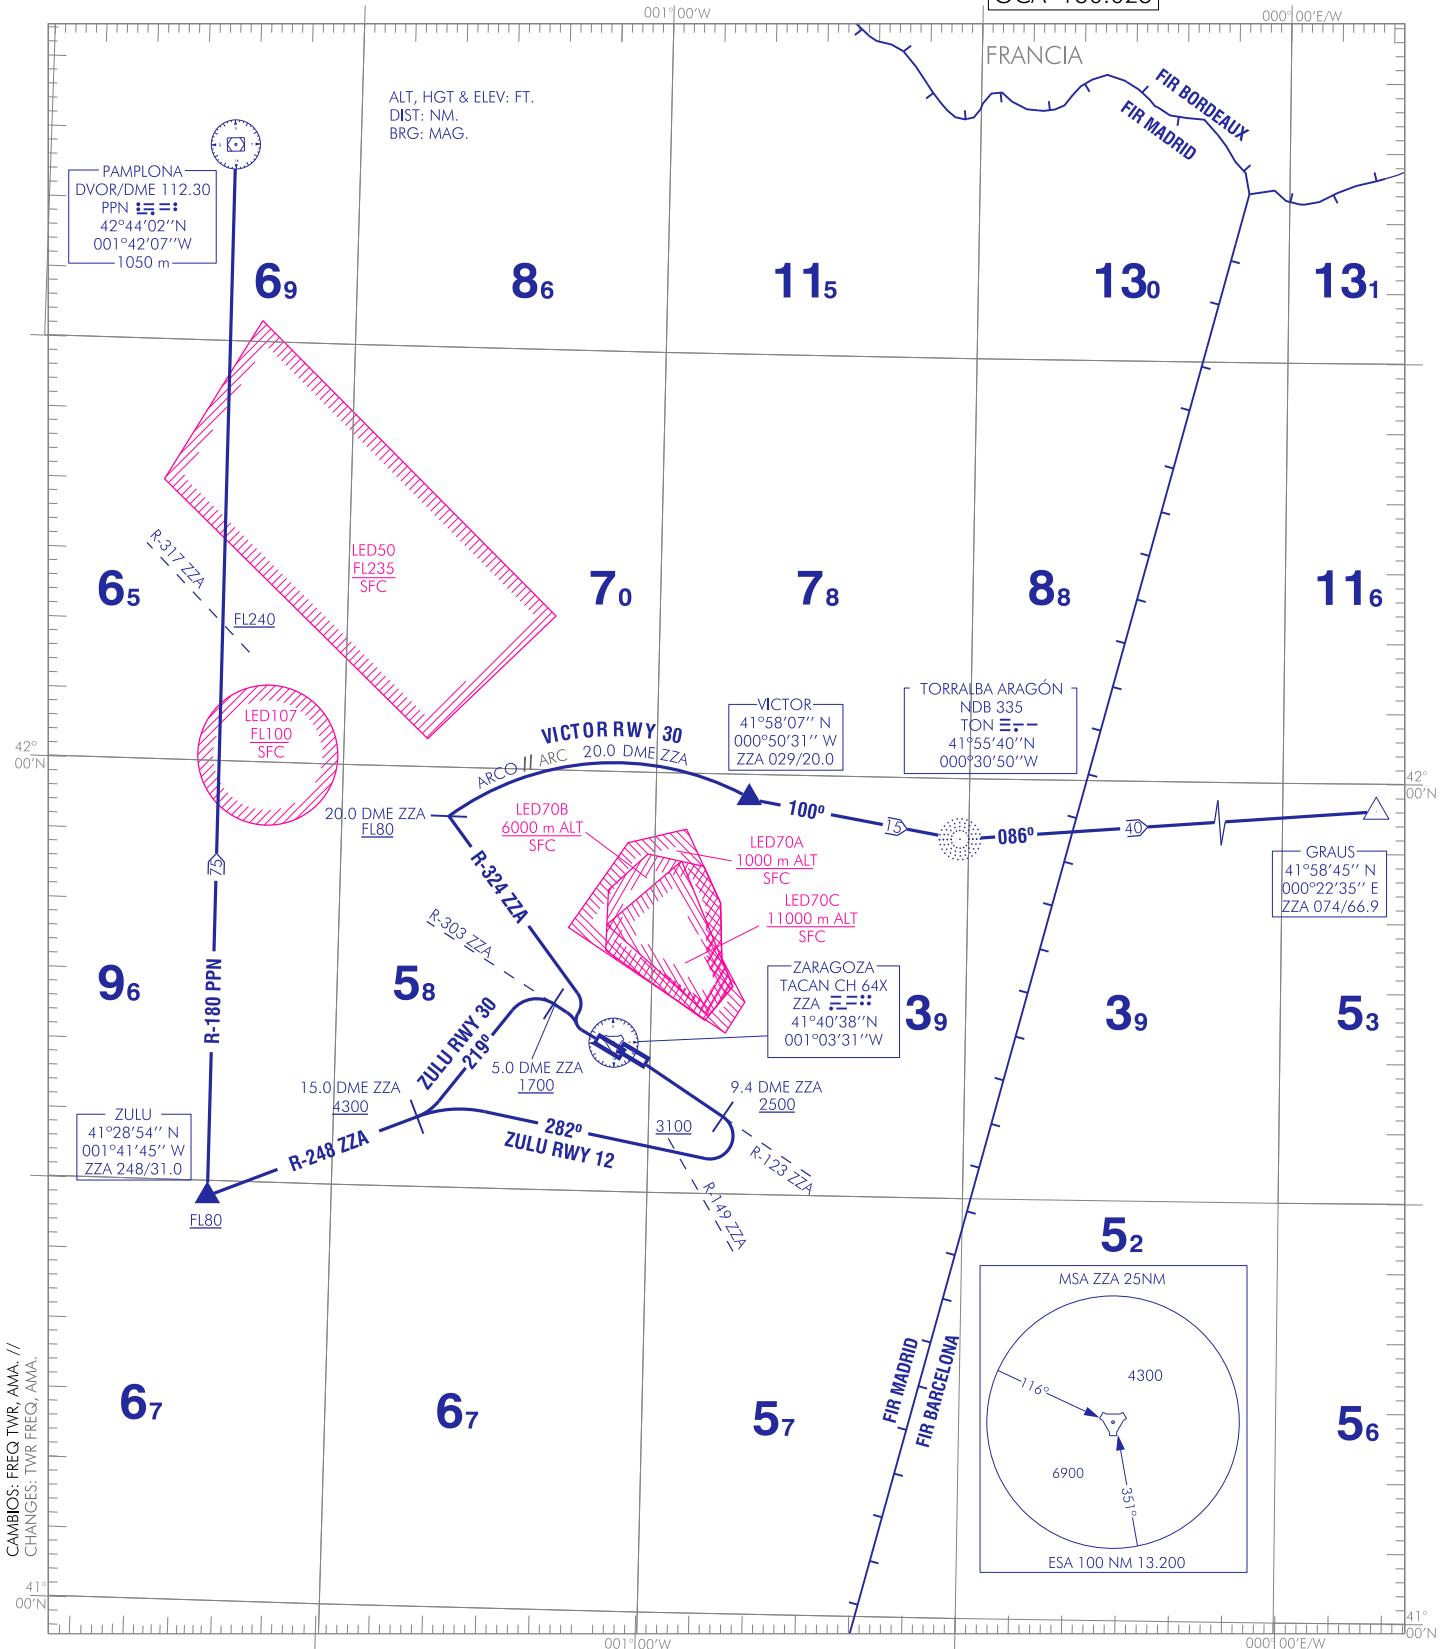 001°00'W
000°00'E/W
FRANCIA
ALT, HGT & ELEV: FT.
DIST: NM.
BRG: MAG.
FIR BORDEAUX
FIR MADRID
PAMPLONA
DVOR/DME 112.30
PPN
42°44'02''N
001°42'07''W
1050 m
6₉
8₆
11₅
13₀
13₁
R-317 ZZA
LED50
FL235
SFC
6₅
7₀
7₈
8₈
11₆
FL240
LED107
FL100
SFC
VICTOR RWY 30
ARCO // ARC 20.0 DME ZZA
VICTOR
41°58'07'' N
000°50'31'' W
ZZA 029/20.0
TORRALBA ARAGÓN
NDB 335
TON
41°55'40''N
000°30'50''W
42°
00'N
42°
00'N
20.0 DME ZZA
FL80
LED70B
6000 m ALT
SFC
100º
15
086º
40
LED70A
1000 m ALT
SFC
GRAUS
41°58'45'' N
000°22'35'' E
ZZA 074/66.9
75
R-324 ZZA
LED70C
11000 m ALT
SFC
R-303 ZZA
R-180 PPN
9₆
5₈
ZARAGOZA
TACAN CH 64X
ZZA
41°40'38''N
001°03'31''W
3₉
3₉
5₃
ZULU RWY 30
219º
5.0 DME ZZA
1700
15.0 DME ZZA
4300
9.4 DME ZZA
2500
ZULU
41°28'54'' N
001°41'45'' W
ZZA 248/31.0
R-248 ZZA
282º
ZULU RWY 12
3100
R-123 ZZA
R-149 ZZA
FL80
5₂
MSA ZZA 25NM
4300
116°
6900
351°
ESA 100 NM 13.200
FIR MADRID
FIR BARCELONA
6₇
6₇
5₇
5₆
CAMBIOS: FREQ TWR, AMA. //
CHANGES: TWR FREQ, AMA.
41°
00'N
41°
00'N
001°00'W
000°00'E/W